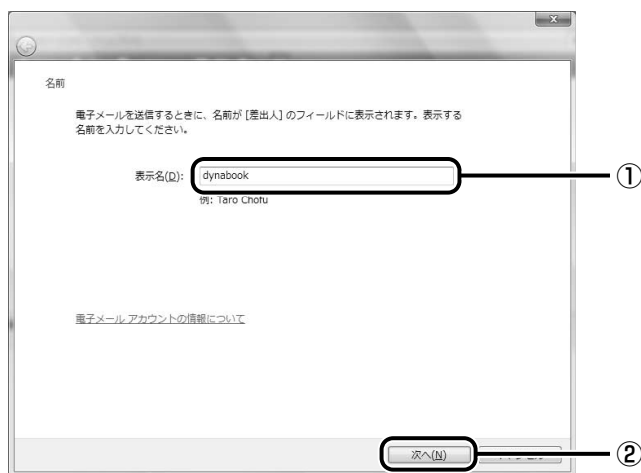 名前
電子メールを送信するときに、名前が [差出人] のフィールドに表示されます。表示する
名前を入力してください。
表示名(D): dynabook
①
例: Taro Chofu
電子メール アカウントの情報について
次へ(N)
②